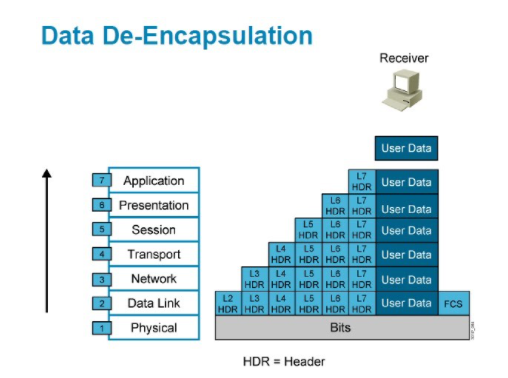 Data De-Encapsulation
Receiver
User Data
7 Application
L7 HDR User Data
6 Presentation
L6 HDR L7 HDR User Data
5 Session
L5 HDR L6 HDR L7 HDR User Data
4 Transport
L4 HDR L5 HDR L6 HDR L7 HDR User Data
3 Network
L3 HDR L4 HDR L5 HDR L6 HDR L7 HDR User Data
2 Data Link
L2 HDR L3 HDR L4 HDR L5 HDR L6 HDR L7 HDR User Data FCS
1 Physical
Bits
HDR = Header